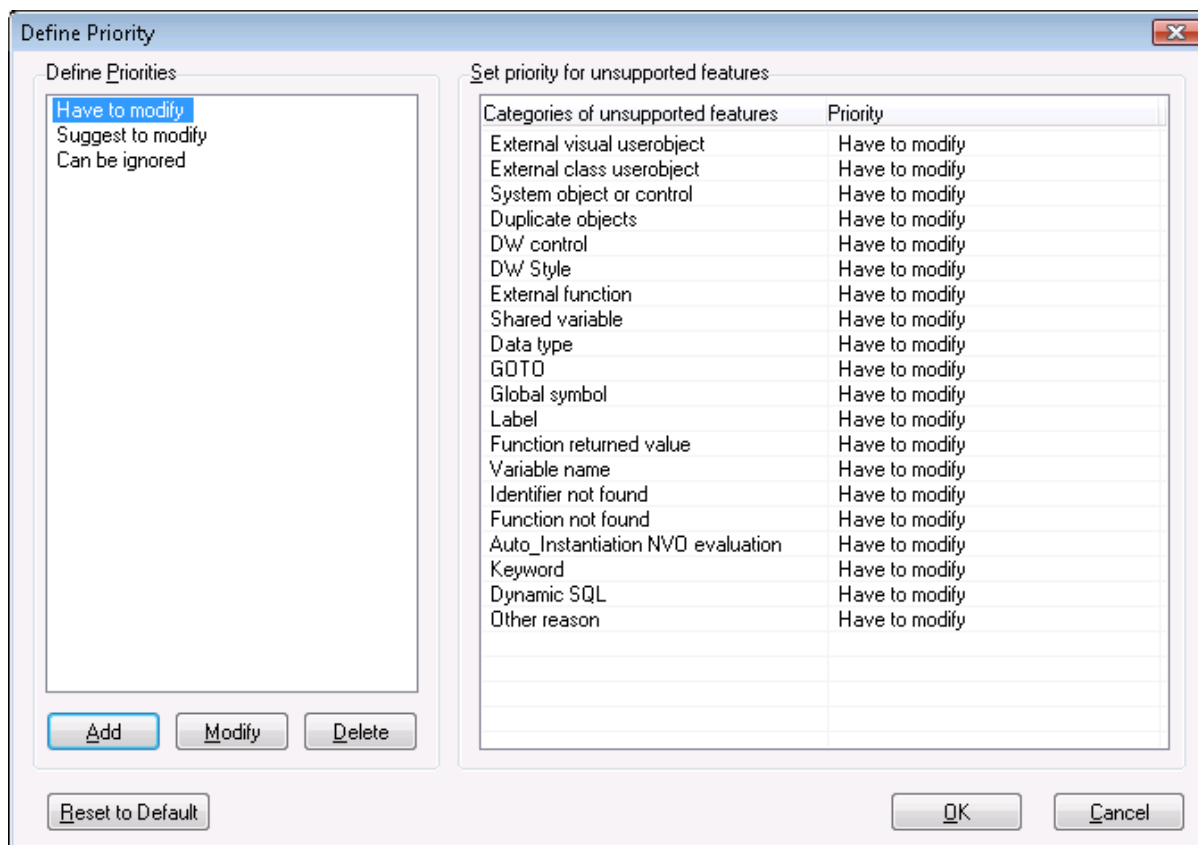 Define Priority
Define Priorities
Have to modify
Suggest to modify
Can be ignored
Add Modify Delete
Set priority for unsupported features
Categories of unsupported features Priority
External visual userobject Have to modify
External class userobject Have to modify
System object or control Have to modify
Duplicate objects Have to modify
DW control Have to modify
DW Style Have to modify
External function Have to modify
Shared variable Have to modify
Data type Have to modify
GOTO Have to modify
Global symbol Have to modify
Label Have to modify
Function returned value Have to modify
Variable name Have to modify
Identifier not found Have to modify
Function not found Have to modify
Auto_Instantiation NVO evaluation Have to modify
Keyword Have to modify
Dynamic SQL Have to modify
Other reason Have to modify
Reset to Default OK Cancel